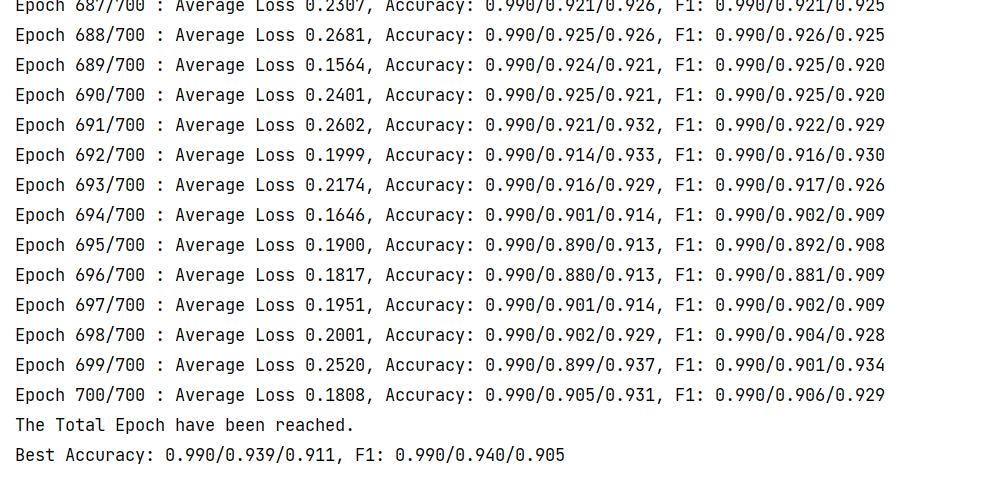 Epoch 687/700 : Average Loss 0.2307, Accuracy: 0.990/0.921/0.926, F1: 0.990/0.921/0.925
Epoch 688/700 : Average Loss 0.2681, Accuracy: 0.990/0.925/0.926, F1: 0.990/0.926/0.925
Epoch 689/700 : Average Loss 0.1564, Accuracy: 0.990/0.924/0.921, F1: 0.990/0.925/0.920
Epoch 690/700 : Average Loss 0.2401, Accuracy: 0.990/0.925/0.921, F1: 0.990/0.925/0.920
Epoch 691/700 : Average Loss 0.2602, Accuracy: 0.990/0.921/0.932, F1: 0.990/0.922/0.929
Epoch 692/700 : Average Loss 0.1999, Accuracy: 0.990/0.914/0.933, F1: 0.990/0.916/0.930
Epoch 693/700 : Average Loss 0.2174, Accuracy: 0.990/0.916/0.929, F1: 0.990/0.917/0.926
Epoch 694/700 : Average Loss 0.1646, Accuracy: 0.990/0.901/0.914, F1: 0.990/0.902/0.909
Epoch 695/700 : Average Loss 0.1900, Accuracy: 0.990/0.890/0.913, F1: 0.990/0.892/0.908
Epoch 696/700 : Average Loss 0.1817, Accuracy: 0.990/0.880/0.913, F1: 0.990/0.881/0.909
Epoch 697/700 : Average Loss 0.1951, Accuracy: 0.990/0.901/0.914, F1: 0.990/0.902/0.909
Epoch 698/700 : Average Loss 0.2001, Accuracy: 0.990/0.902/0.929, F1: 0.990/0.904/0.928
Epoch 699/700 : Average Loss 0.2520, Accuracy: 0.990/0.899/0.937, F1: 0.990/0.901/0.934
Epoch 700/700 : Average Loss 0.1808, Accuracy: 0.990/0.905/0.931, F1: 0.990/0.906/0.929
The Total Epoch have been reached.
Best Accuracy: 0.990/0.939/0.911, F1: 0.990/0.940/0.905